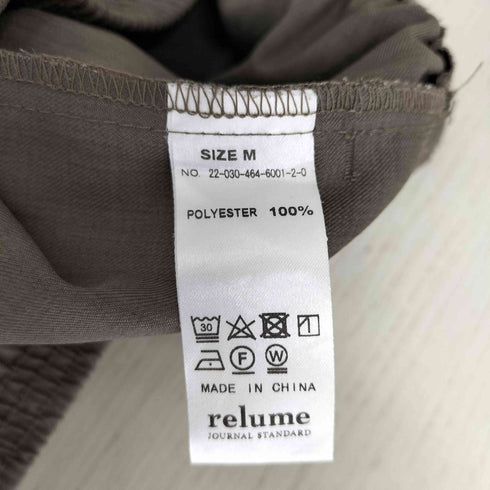 SIZE M
NO. 22-030-464-6001-2-0
POLYESTER 100%
30
F W
MADE IN CHINA
relume
JOURNAL STANDARD